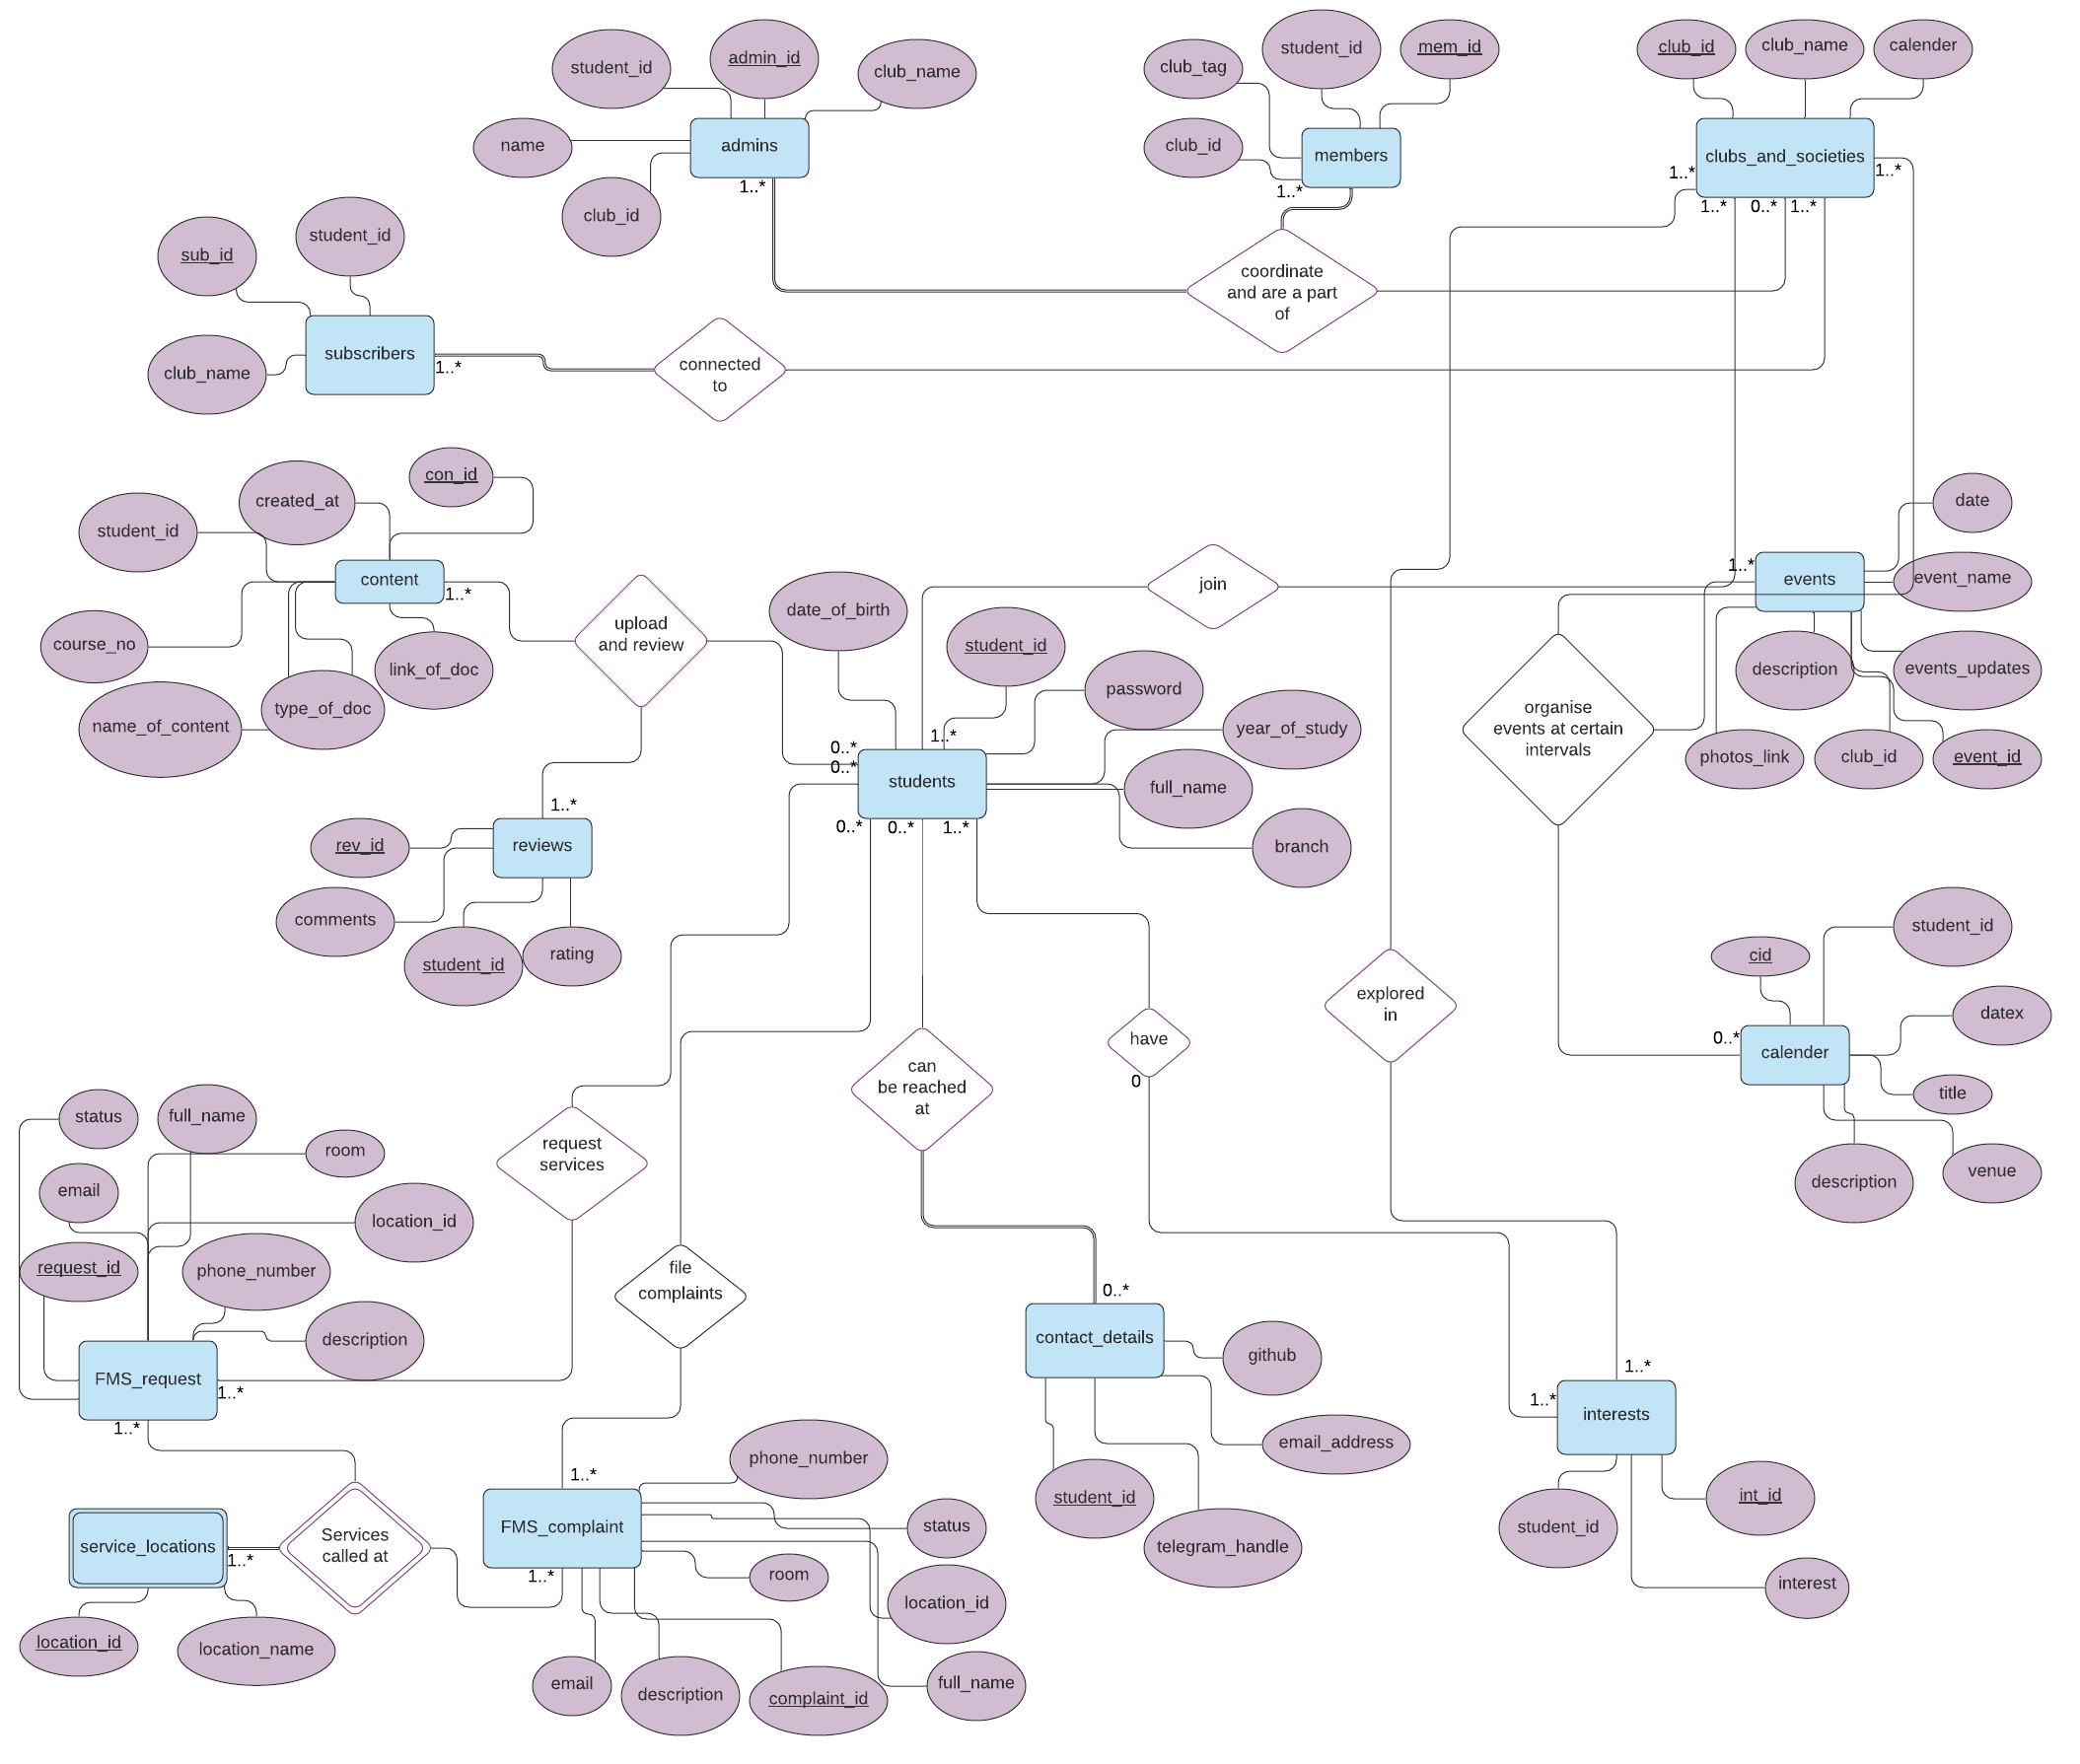 student_id
admin_id
club_name
name
admins
club_id
1..*
club_tag
student_id
mem_id
club_id
members
1..*
club_id
club_name
calender
clubs_and_societies
1..*
1..*
1..*
0..*
1..*
sub_id
student_id
club_name
subscribers
1..*
connected
to
coordinate
and are a part
of
con_id
created_at
student_id
content
1..*
course_no
link_of_doc
type_of_doc
name_of_content
upload
and review
join
date
1..*
events
event_name
description
events_updates
photos_link
club_id
event_id
organise
events at certain
intervals
date_of_birth
student_id
password
year_of_study
full_name
branch
1..*
0..*
0..*
students
0..*
0..*
1..*
1..*
reviews
rev_id
comments
student_id
rating
student_id
cid
datex
0..*
calender
title
description
venue
explored
in
have
0
can
be reached
at
request
services
file
complaints
status
full_name
room
email
location_id
request_id
phone_number
description
FMS_request
1..*
1..*
0..*
contact_details
github
email_address
student_id
telegram_handle
1..*
1..*
interests
int_id
student_id
interest
Services
called at
service_locations
1..*
location_id
location_name
1..*
FMS_complaint
1..*
phone_number
status
room
location_id
email
description
complaint_id
full_name